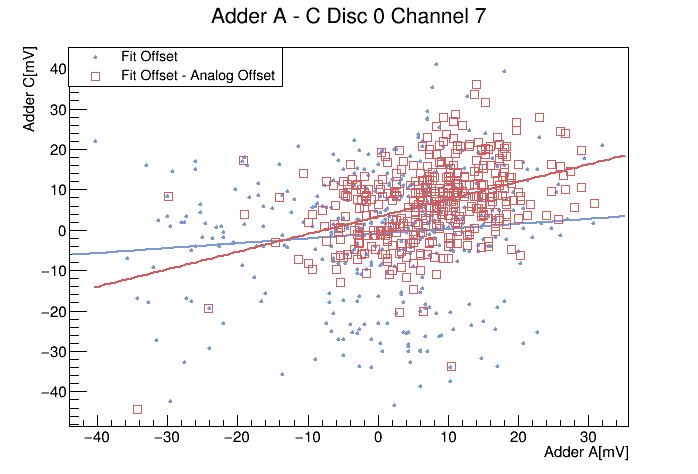 Adder A - C Disc 0 Channel 7
Adder C[mV]
Fit Offset
Fit Offset - Analog Offset
40
30
20
10
0
−10
−20
−30
−40
−40 −30 −20 −10 0 10 20 30
Adder A[mV]